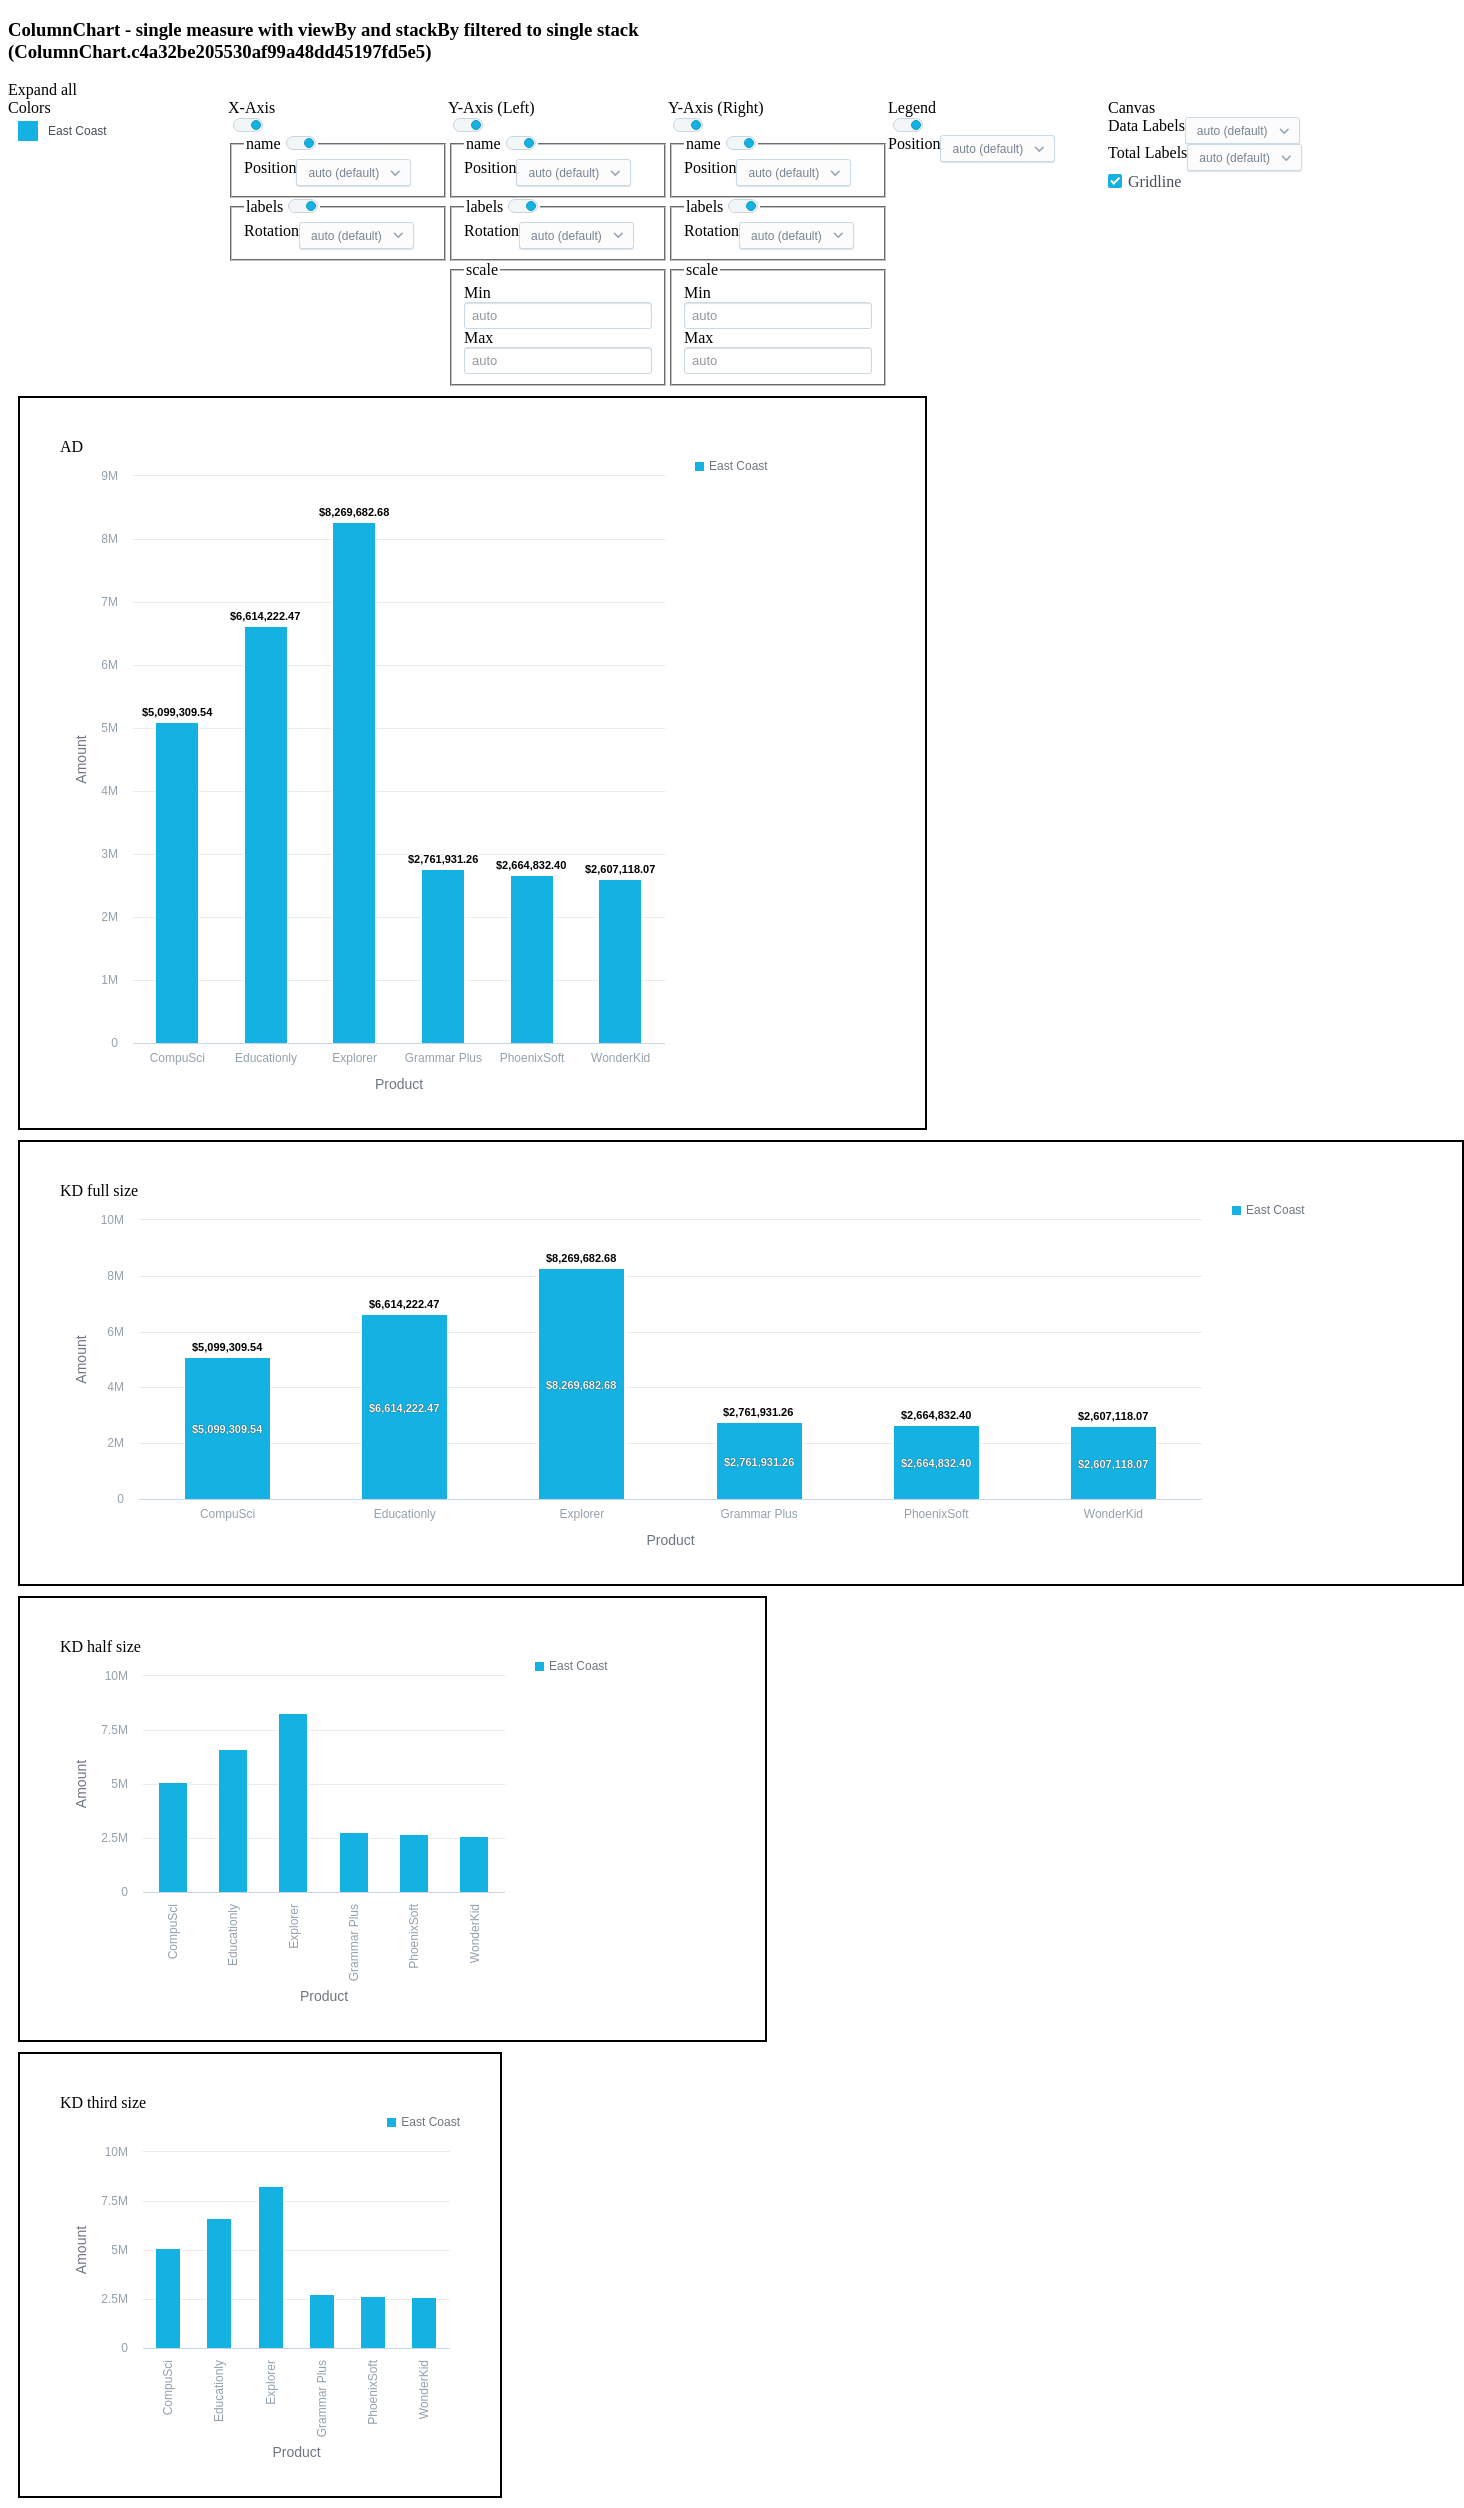 ColumnChart - single measure with viewBy and stackBy filtered to single stack
(ColumnChart.c4a32be205530af99a48dd45197fd5e5)
Expand all
Colors
East Coast
X-Axis
name
Position auto (default)
labels
Rotation auto (default)
Y-Axis (Left)
name
Position auto (default)
labels
Rotation auto (default)
scale
Min
auto
Max
auto
Y-Axis (Right)
name
Position auto (default)
labels
Rotation auto (default)
scale
Min
auto
Max
auto
Legend
Position auto (default)
Canvas
Data Labels auto (default)
Total Labels auto (default)
Gridline
AD
East Coast
9M
8M
7M
6M
5M
4M
3M
2M
1M
0
Amount
$5,099,309.54
$6,614,222.47
$8,269,682.68
$2,761,931.26
$2,664,832.40
$2,607,118.07
CompuSci
Educationly
Explorer
Grammar Plus
PhoenixSoft
WonderKid
Product
KD full size
East Coast
10M
8M
6M
4M
2M
0
Amount
$5,099,309.54
$6,614,222.47
$8,269,682.68
$2,761,931.26
$2,664,832.40
$2,607,118.07
$5,099,309.54
$6,614,222.47
$8,269,682.68
$2,761,931.26
$2,664,832.40
$2,607,118.07
CompuSci
Educationly
Explorer
Grammar Plus
PhoenixSoft
WonderKid
Product
KD half size
East Coast
10M
7.5M
5M
2.5M
0
Amount
CompuSci
Educationly
Explorer
Grammar Plus
PhoenixSoft
WonderKid
Product
KD third size
East Coast
10M
7.5M
5M
2.5M
0
Amount
CompuSci
Educationly
Explorer
Grammar Plus
PhoenixSoft
WonderKid
Product